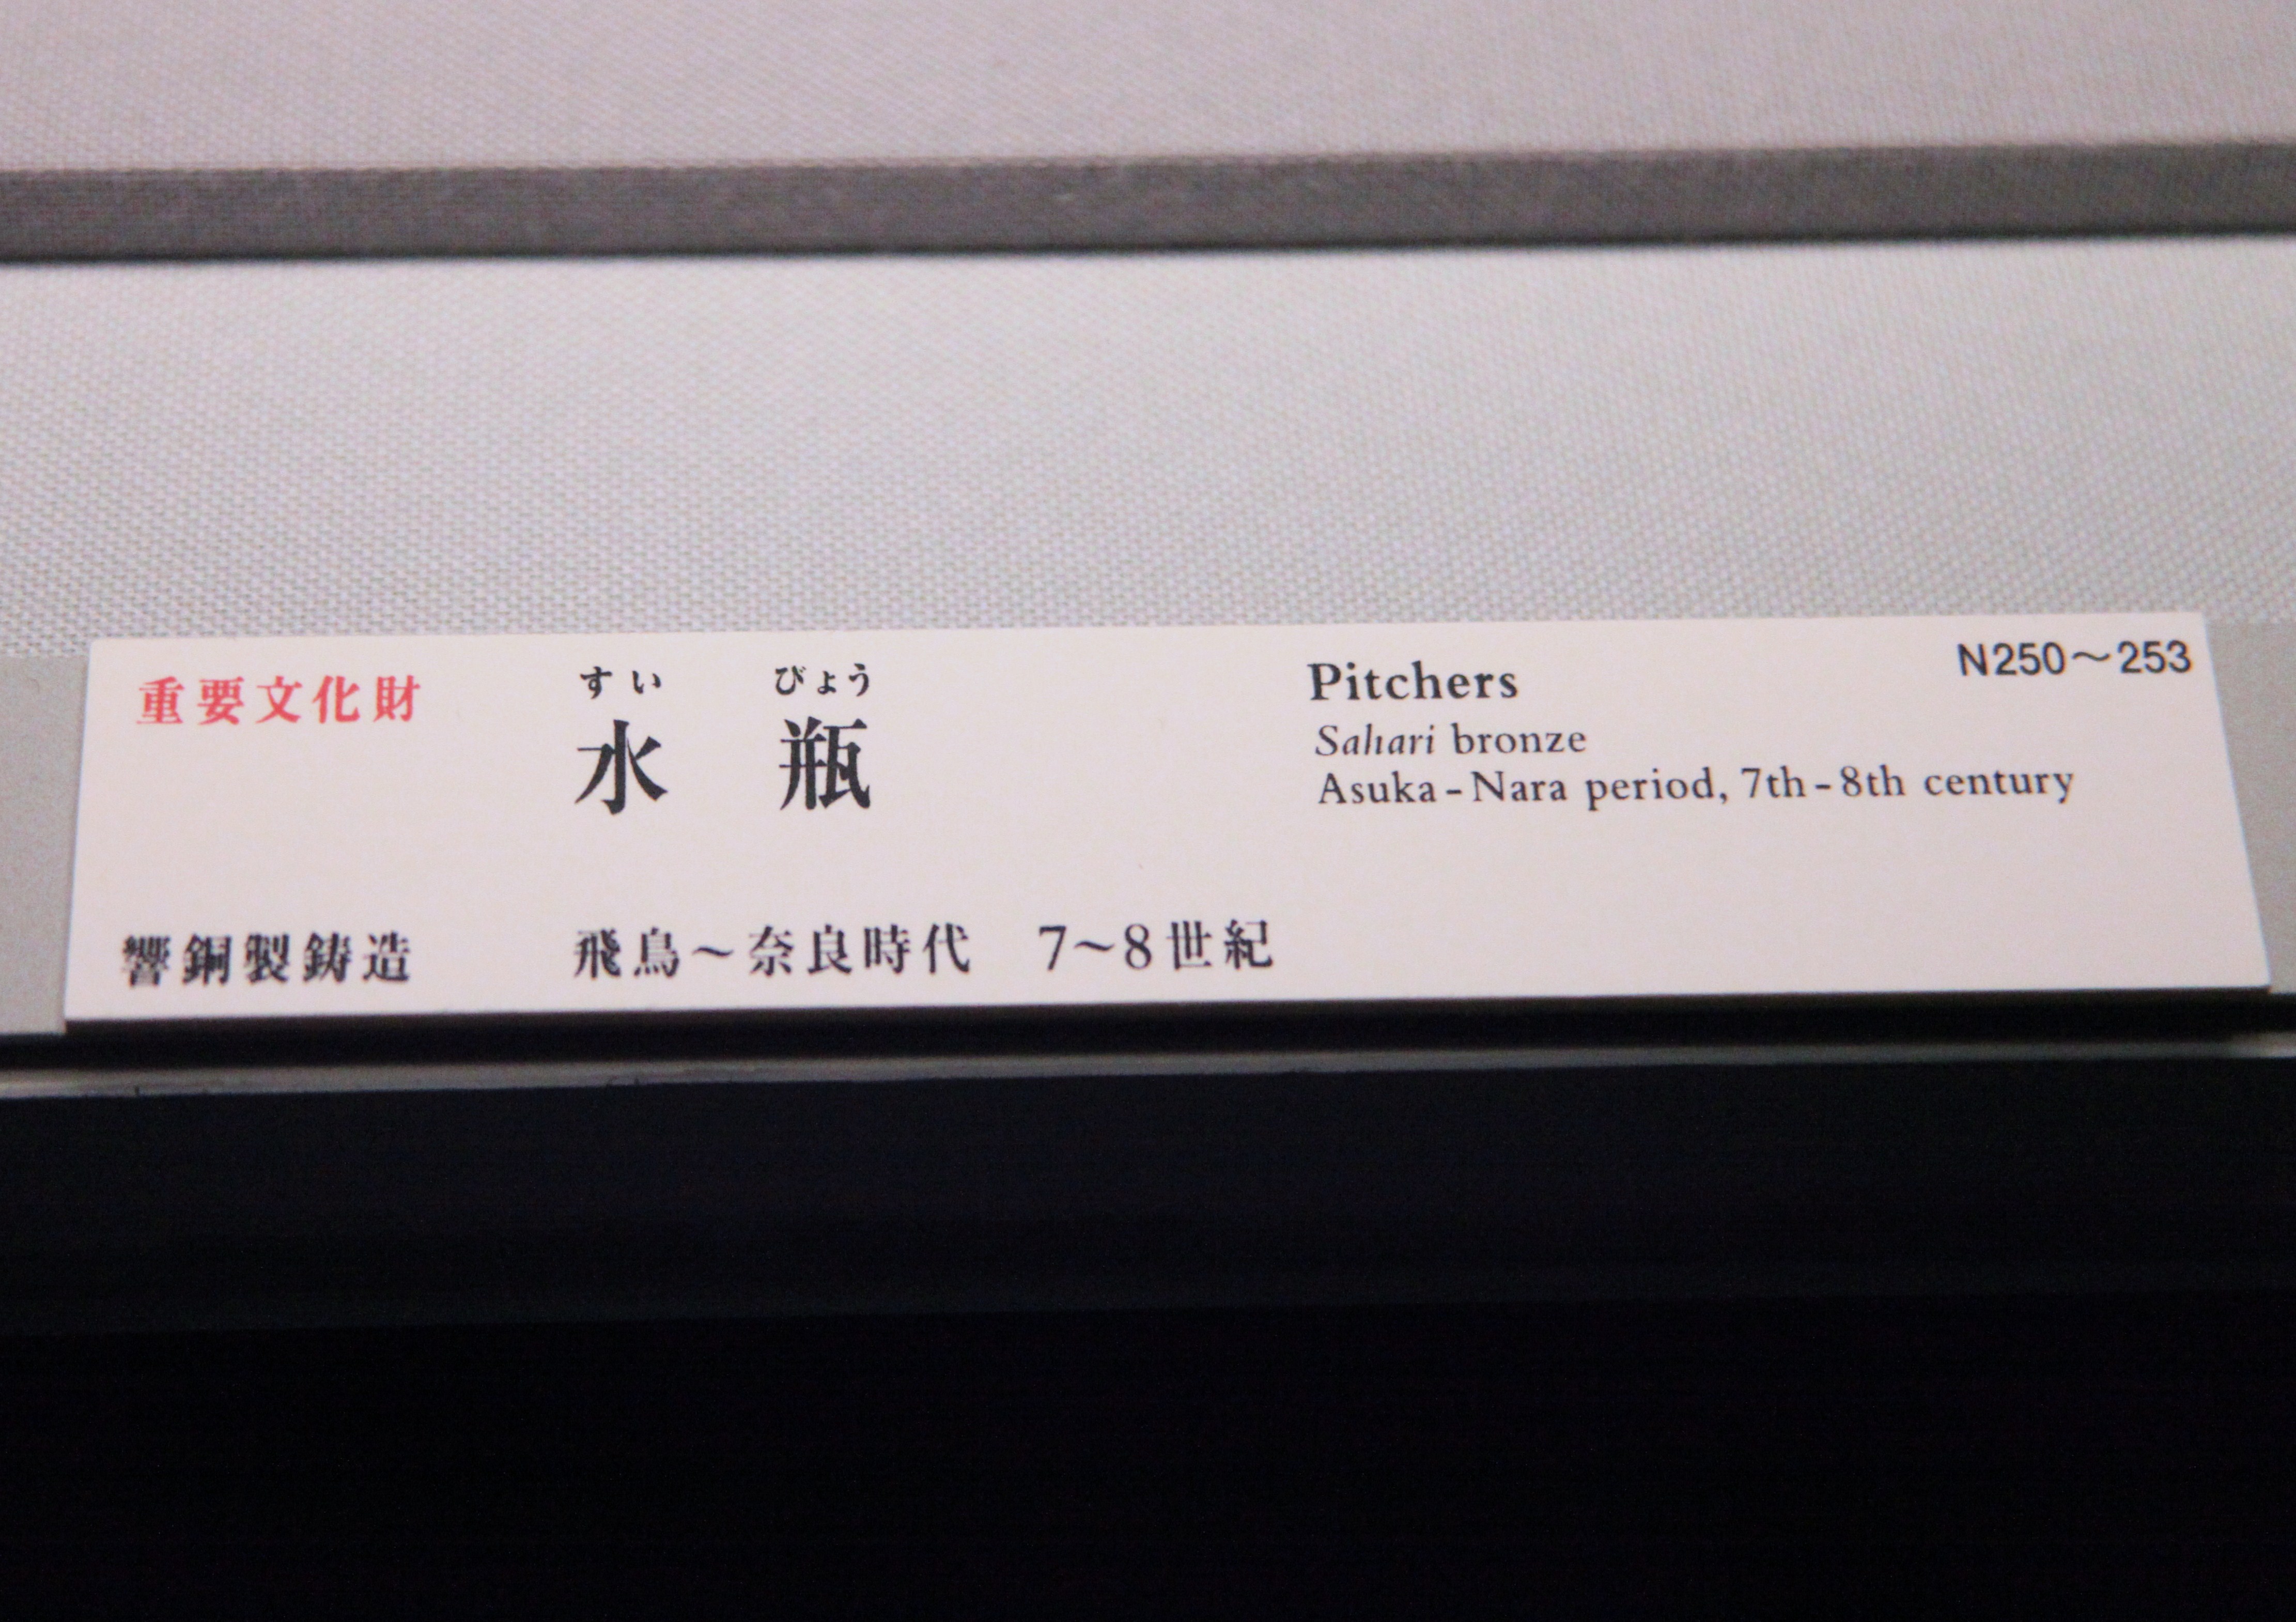 重要文化財
すい びょう
水 瓶
響銅製鋳造 飛鳥～奈良時代 7～8世紀
N250～253
Pitchers
Sahari bronze
Asuka-Nara period, 7th-8th century